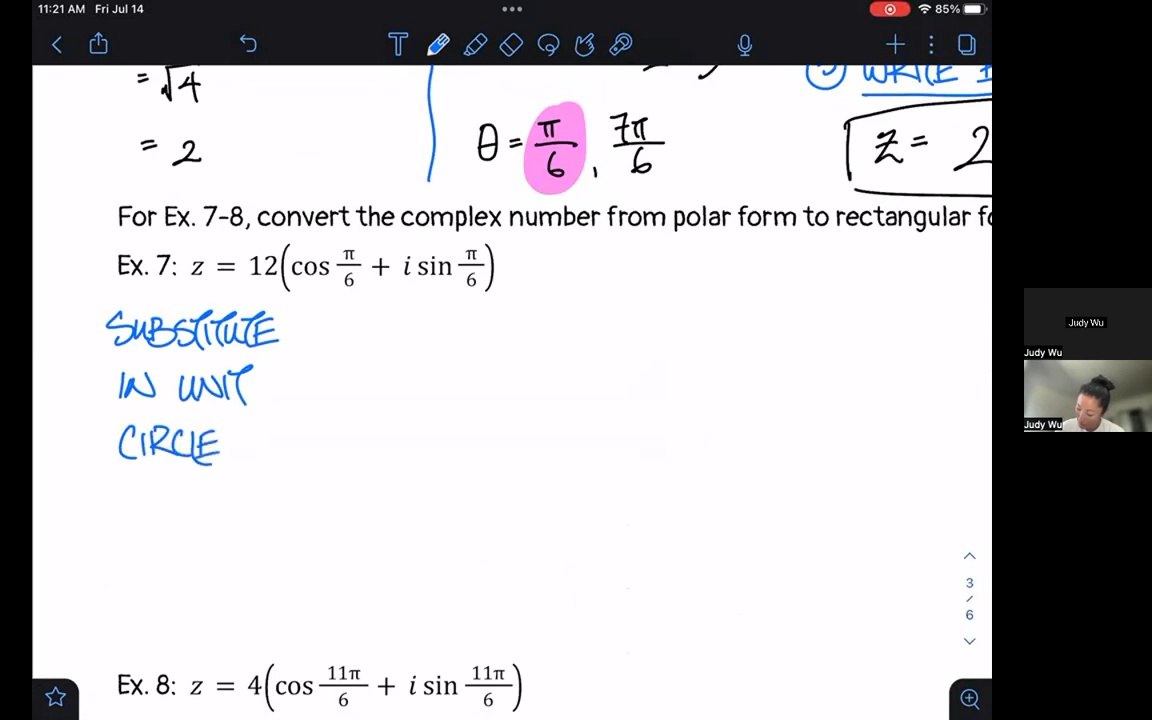 11:21 AM Fri Jul 14
85%
= √4
= 2
θ = π/6, 7π/6
WRITE
z = 2
For Ex. 7-8, convert the complex number from polar form to rectangular
Ex. 7: z = 12(cos π/6 + i sin π/6)
SUBSTITUTE
IN UNIT
CIRCLE
Ex. 8: z = 4(cos 11π/6 + i sin 11π/6)
3
/
6
Judy Wu
Judy Wu
Judy Wu